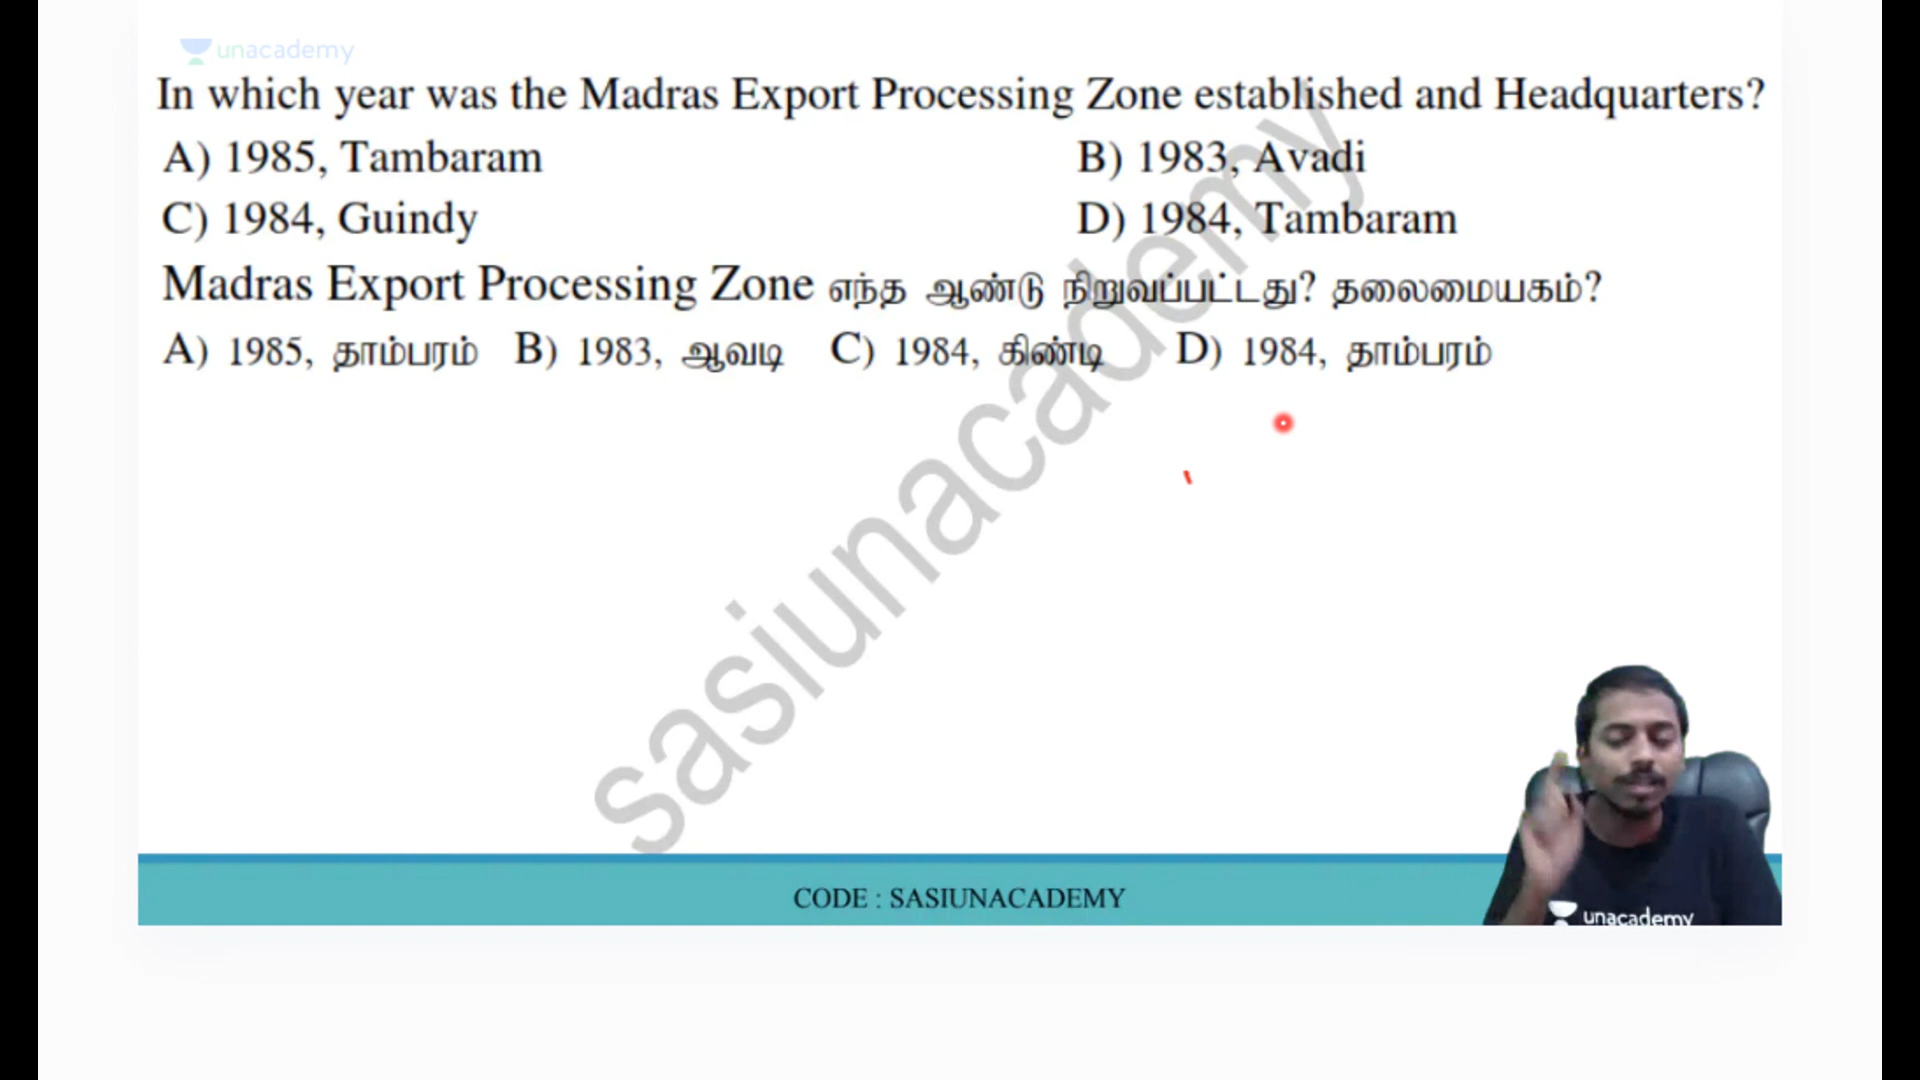 unacademy
In which year was the Madras Export Processing Zone established and Headquarters?
A) 1985, Tambaram B) 1983, Avadi
C) 1984, Guindy D) 1984, Tambaram
Madras Export Processing Zone எந்த ஆண்டு நிறுவப்பட்டது? தலைமையகம்?
A) 1985, தாம்பரம் B) 1983, ஆவடி C) 1984, கிண்டி D) 1984, தாம்பரம்
sasiunacademy
CODE : SASIUNACADEMY
unacademy